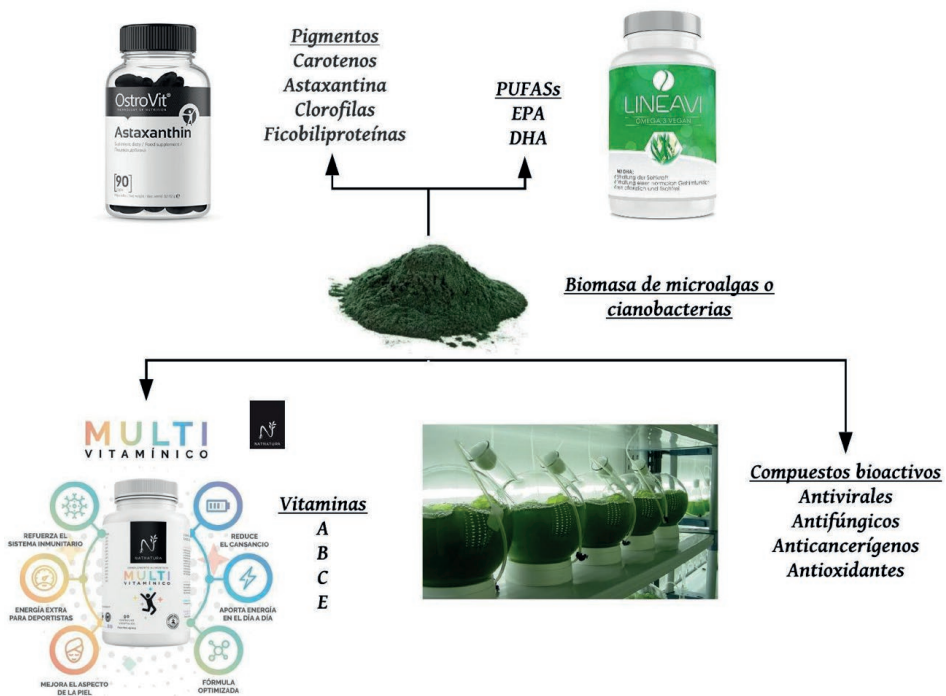 Pigmentos
Carotenos
Astaxantina
Clorofilas
Ficobiliproteínas
PUFASs
EPA
DHA
OstroVit®
Astaxanthin
90
LINEAVI
OMEGA-3 VEGAN
Biomasa de microalgas o
cianobacterias
MULTI
VITAMÍNICO
NATNATURA
REFUERZA EL
SISTEMA INMUNITARIO
ENERGÍA EXTRA
PARA DEPORTISTAS
MEJORA EL ASPECTO
DE LA PIEL
NATNATURA
MULTI
VITAMÍNICO
REDUCE
EL CANSANCIO
APORTA ENERGÍA
EN EL DÍA A DÍA
FÓRMULA
OPTIMIZADA
Vitaminas
A
B
C
E
Compuestos bioactivos
Antivirales
Antifúngicos
Anticancerígenos
Antioxidantes